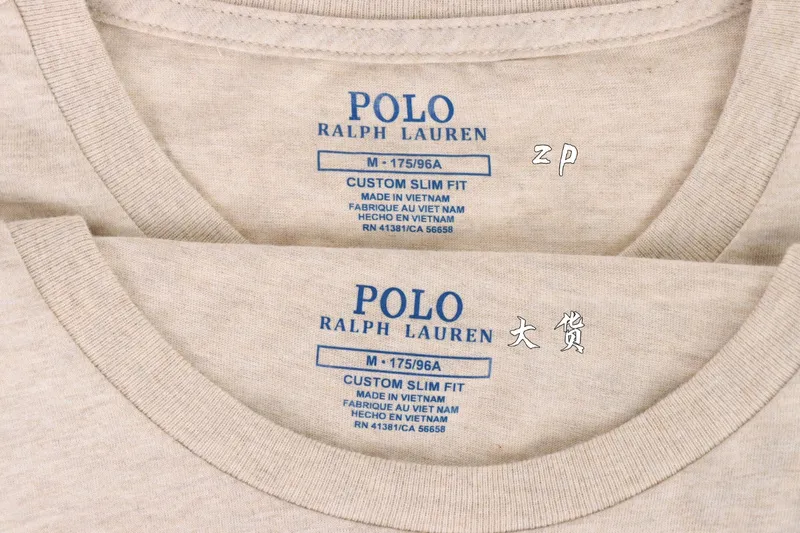 POLO
RALPH LAUREN
M • 175/96A
zp
CUSTOM SLIM FIT
MADE IN VIETNAM
FABRIQUE AU VIET NAM
HECHO EN VIETNAM
RN 41381/CA 56658
POLO
RALPH LAUREN
大货
M • 175/96A
CUSTOM SLIM FIT
MADE IN VIETNAM
FABRIQUE AU VIET NAM
HECHO EN VIETNAM
RN 41381/CA 56658